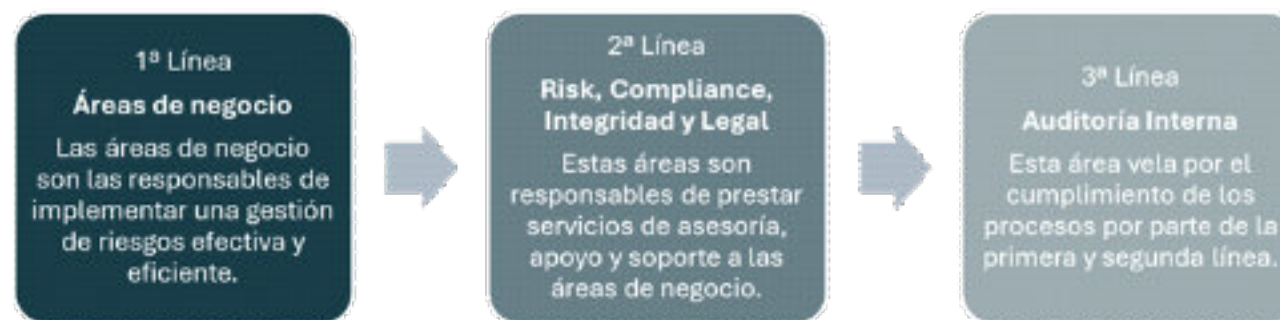 1ª Línea
Áreas de negocio
Las áreas de negocio
son las responsables de
implementar una gestión
de riesgos efectiva y
eficiente.
2ª Línea
Risk, Compliance,
Integridad y Legal
Estas áreas son
responsables de prestar
servicios de asesoría,
apoyo y soporte a las
áreas de negocio.
3ª Línea
Auditoría Interna
Esta área vela por el
cumplimiento de los
procesos por parte de la
primera y segunda línea.